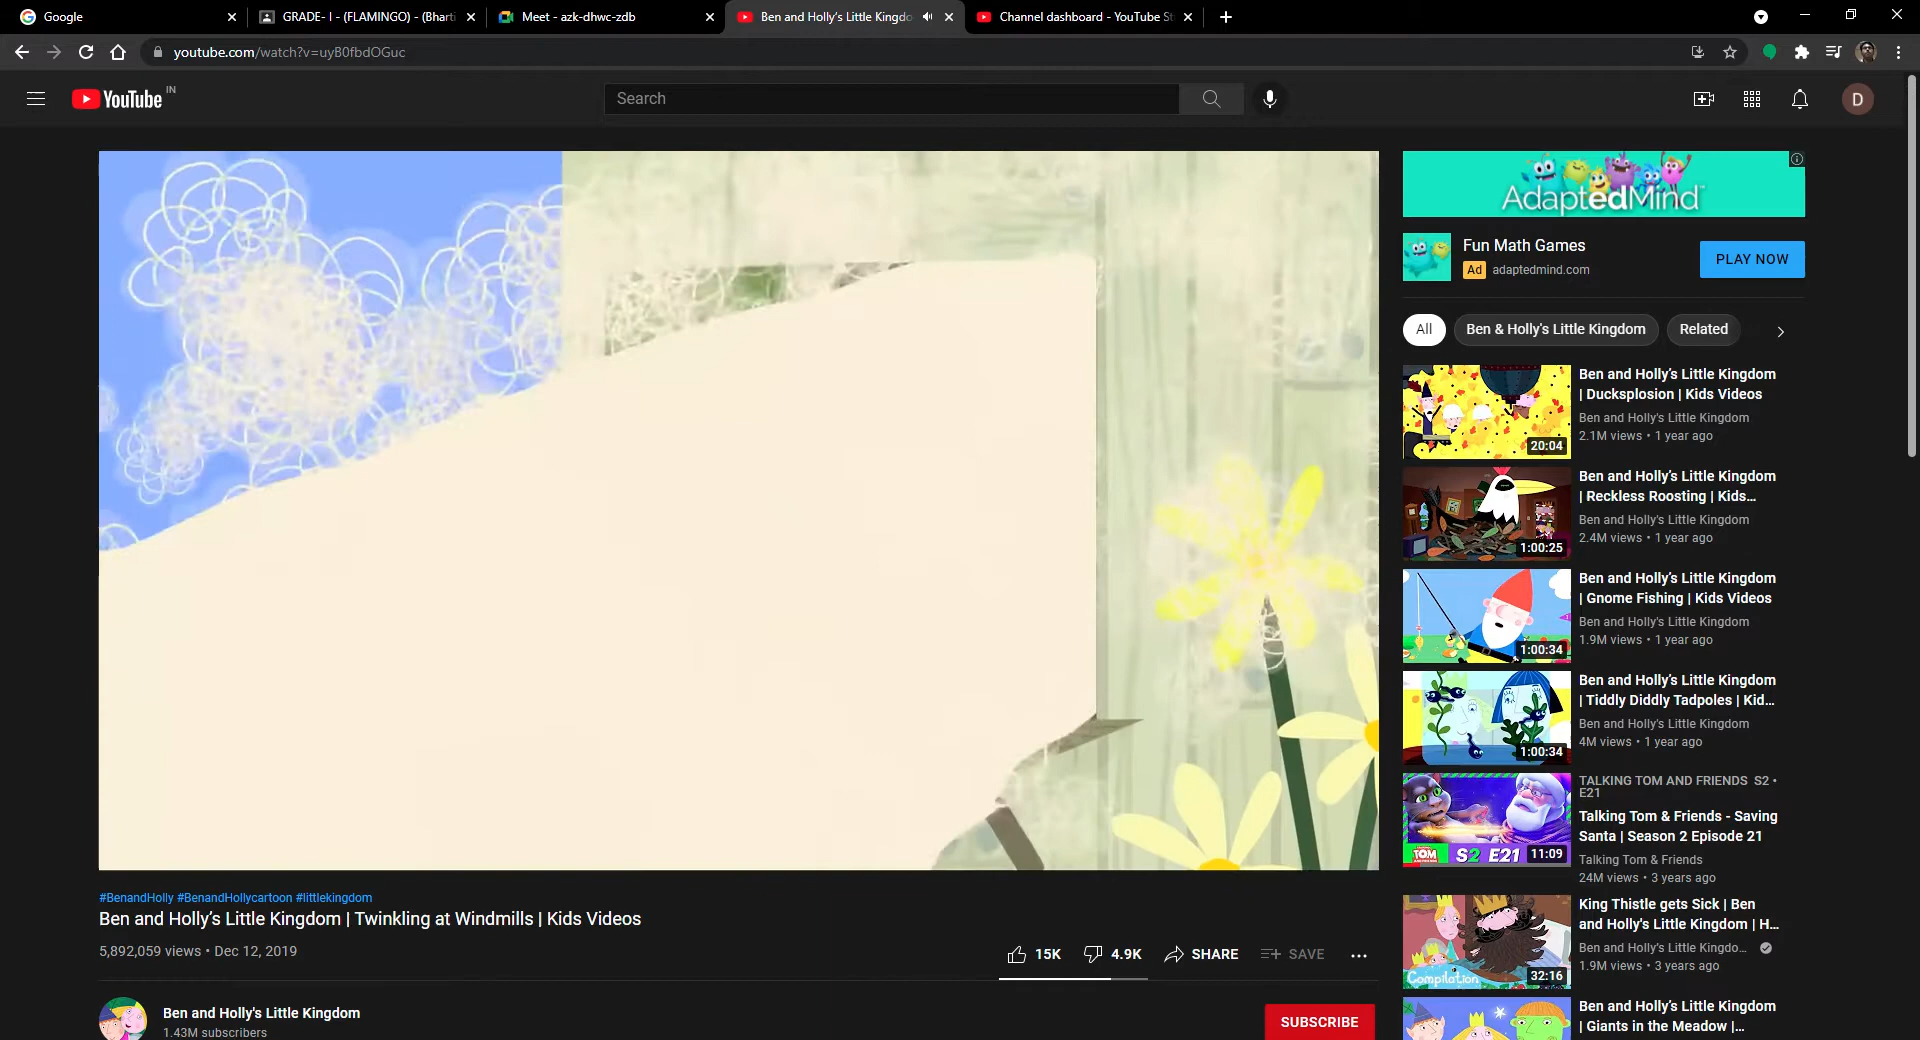 Google
GRADE- I - (FLAMINGO) - (Bharti
Meet - azk-dhwc-zdb
Ben and Holly's Little Kingdo
Channel dashboard - YouTube St
youtube.com/watch?v=uyB0fbdOGuc
YouTube IN
Search
D
AdaptedMind
Fun Math Games
Ad adaptedmind.com
PLAY NOW
All
Ben & Holly's Little Kingdom
Related
Ben and Holly's Little Kingdom
| Ducksplosion | Kids Videos
Ben and Holly's Little Kingdom
2.1M views • 1 year ago
20:04
Ben and Holly's Little Kingdom
| Reckless Roosting | Kids...
Ben and Holly's Little Kingdom
2.4M views • 1 year ago
1:00:25
Ben and Holly's Little Kingdom
| Gnome Fishing | Kids Videos
Ben and Holly's Little Kingdom
1.9M views • 1 year ago
1:00:34
Ben and Holly's Little Kingdom
| Tiddly Diddly Tadpoles | Kid...
Ben and Holly's Little Kingdom
4M views • 1 year ago
1:00:34
TALKING TOM AND FRIENDS S2 •
E21
Talking Tom & Friends - Saving
Santa | Season 2 Episode 21
Talking Tom & Friends
24M views • 3 years ago
TOM
S2 E21
11:09
King Thistle gets Sick | Ben
and Holly's Little Kingdom | H...
Ben and Holly's Little Kingdo...
1.9M views • 3 years ago
Compilation
32:16
Ben and Holly's Little Kingdom
| Giants in the Meadow |...
#BenandHolly #BenandHollycartoon #littlekingdom
Ben and Holly's Little Kingdom | Twinkling at Windmills | Kids Videos
5,892,059 views • Dec 12, 2019
15K
4.9K
SHARE
SAVE
Ben and Holly's Little Kingdom
1.43M subscribers
SUBSCRIBE